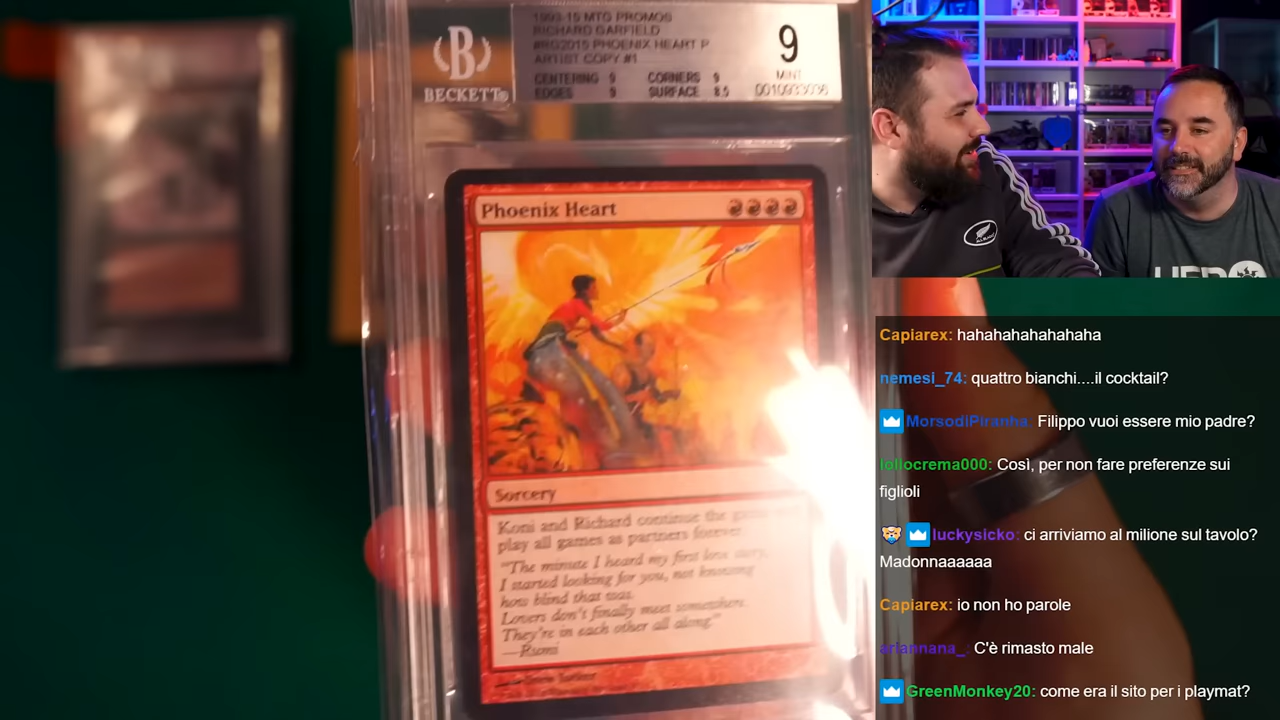 1993-15 MTG PROMOS
RICHARD GARFIELD
#RG2015 PHOENIX HEART P
ARTIST COPY #1
CENTERING 9 CORNERS 9
EDGES 9 SURFACE 8.5
9
MINT
B
BECKETT
Phoenix Heart
Sorcery
Koni and Richard continue the game
play all games as partners forever
"The minute I heard my first love story,
I started looking for you, not knowing
how blind that was.
Lovers don't finally meet somewhere.
They're in each other all along."
—Rumi
HERO
Capiarex: hahahahahahahaha
nemesi_74: quattro bianchi....il cocktail?
MorsodiPiranha: Filippo vuoi essere mio padre?
lollocrema000: Così, per non fare preferenze sui
figlioli
luckysicko: ci arriviamo al milione sul tavolo?
Madonnaaaaaa
Capiarex: io non ho parole
ariannana_: C'è rimasto male
GreenMonkey20: come era il sito per i playmat?